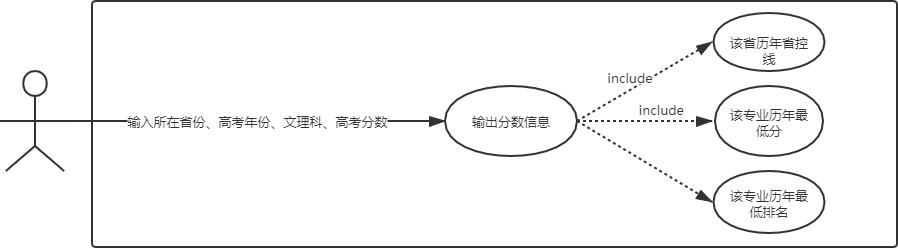 该省历年省控
线
include
include
输入所在省份、高考年份、文理科、高考分数
输出分数信息
该专业历年最
低分
该专业历年最
低排名